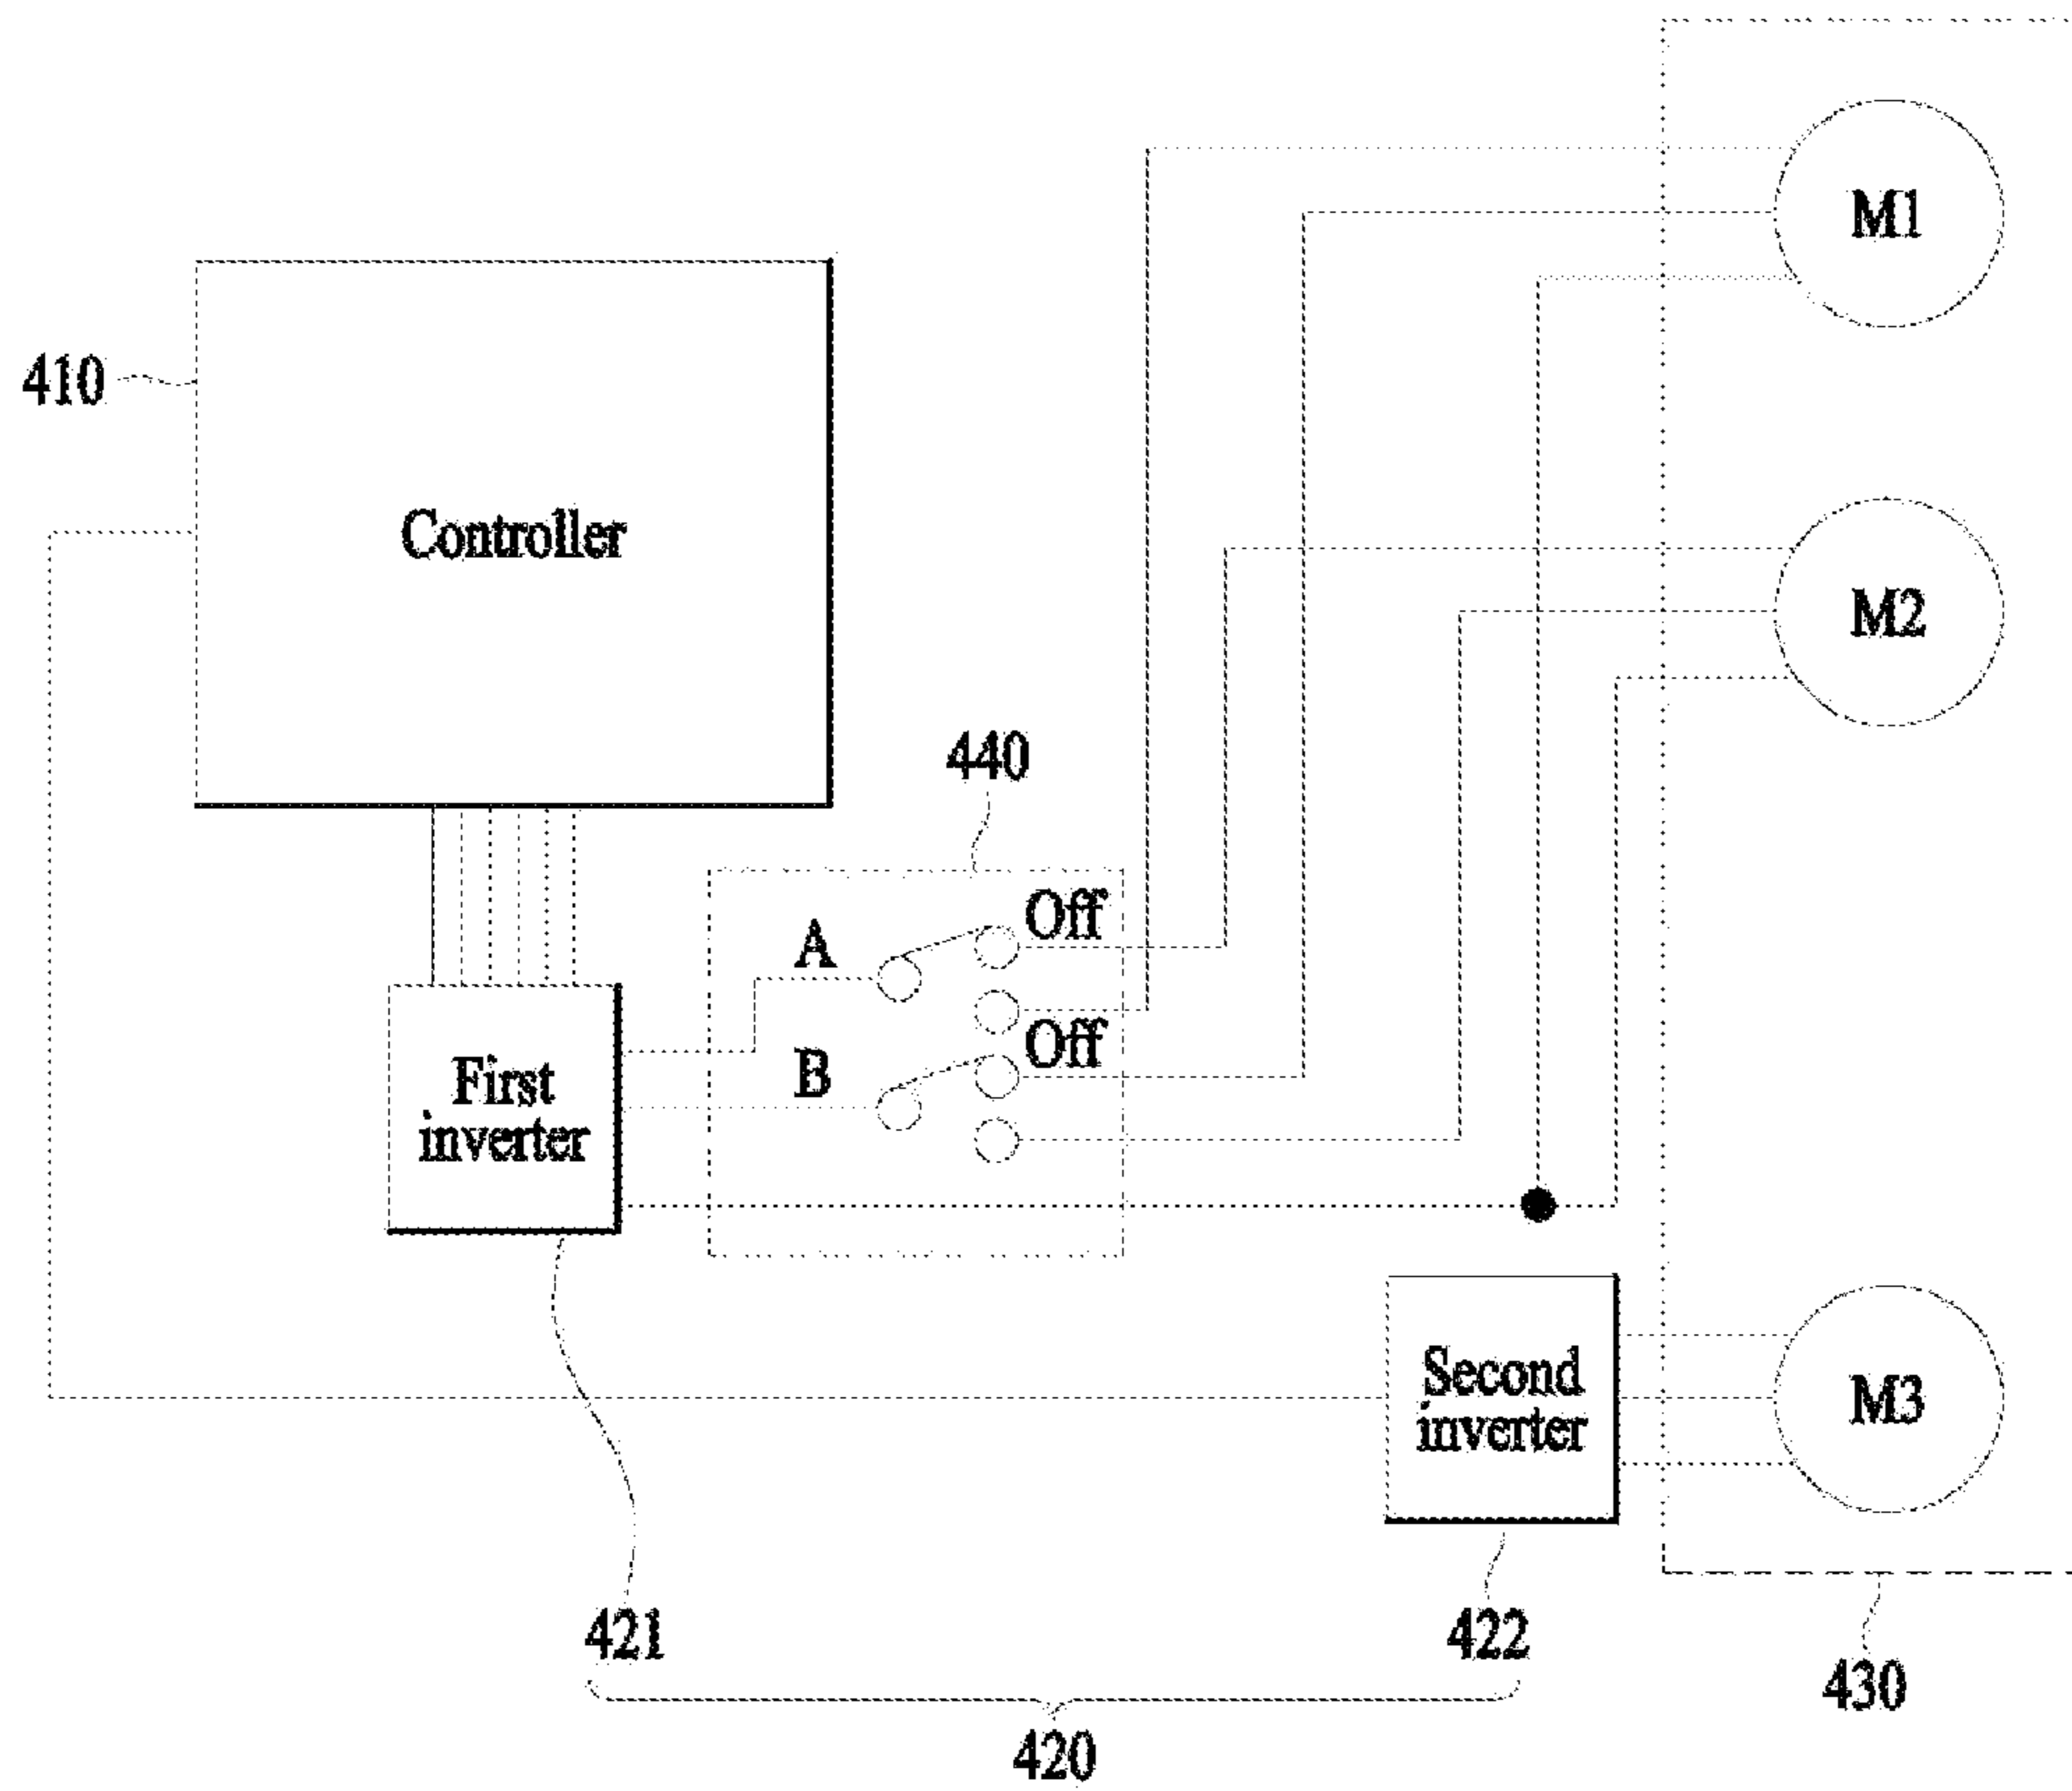 M1
410
Controller
M2
440
A
Off
B
Off
First
inverter
Second
inverter
M3
421
422
430
420